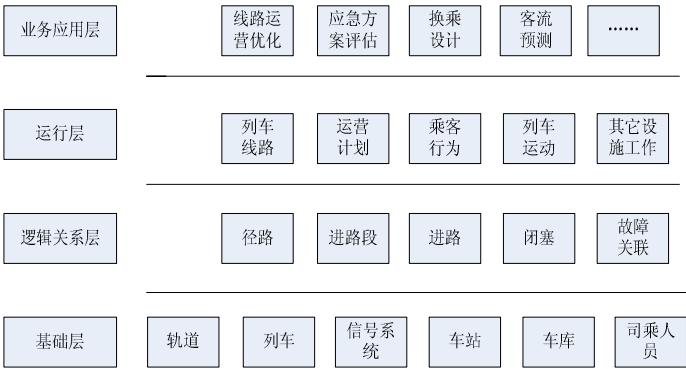 业务应用层
线路运
营优化
应急方
案评估
换乘
设计
客流
预测
……
运行层
列车
线路
运营
计划
乘客
行为
列车
运动
其它设
施工作
逻辑关系层
径路
进路段
进路
闭塞
故障
关联
基础层
轨道
列车
信号系
统
车站
车库
司乘人
员